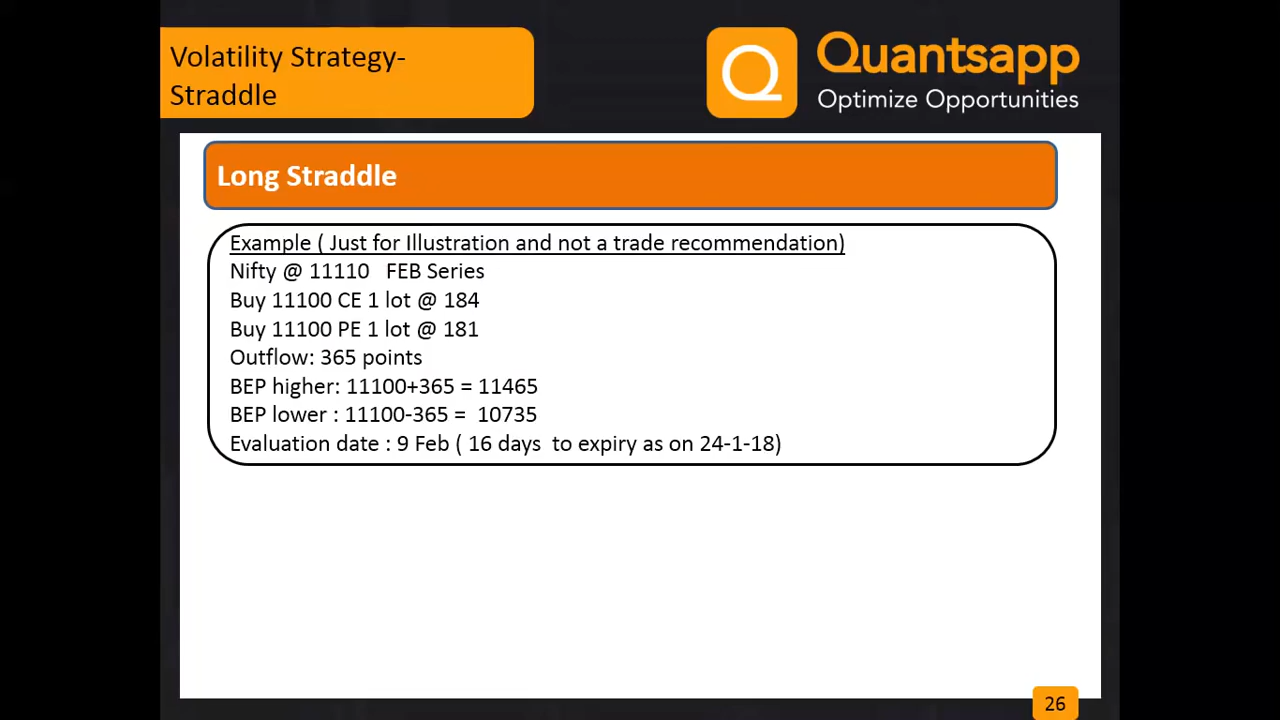 Volatility Strategy-
Straddle
Q
Quantsapp
Optimize Opportunities
Long Straddle
Example ( Just for Illustration and not a trade recommendation)
Nifty @ 11110 FEB Series
Buy 11100 CE 1 lot @ 184
Buy 11100 PE 1 lot @ 181
Outflow: 365 points
BEP higher: 11100+365 = 11465
BEP lower : 11100-365 = 10735
Evaluation date : 9 Feb ( 16 days to expiry as on 24-1-18)
26